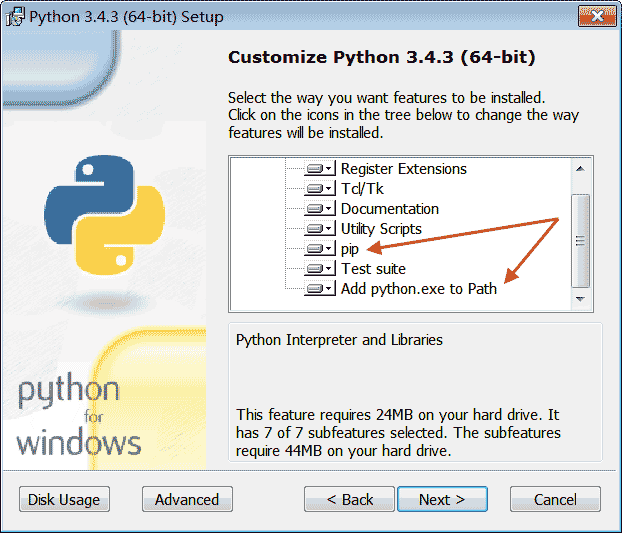 Python 3.4.3 (64-bit) Setup
Customize Python 3.4.3 (64-bit)
Select the way you want features to be installed.
Click on the icons in the tree below to change the way
features will be installed.
Register Extensions
Tcl/Tk
Documentation
Utility Scripts
pip
Test suite
Add python.exe to Path
Python Interpreter and Libraries
This feature requires 24MB on your hard drive. It
has 7 of 7 subfeatures selected. The subfeatures
require 44MB on your hard drive.
python
for
windows
Disk Usage
Advanced
< Back
Next >
Cancel